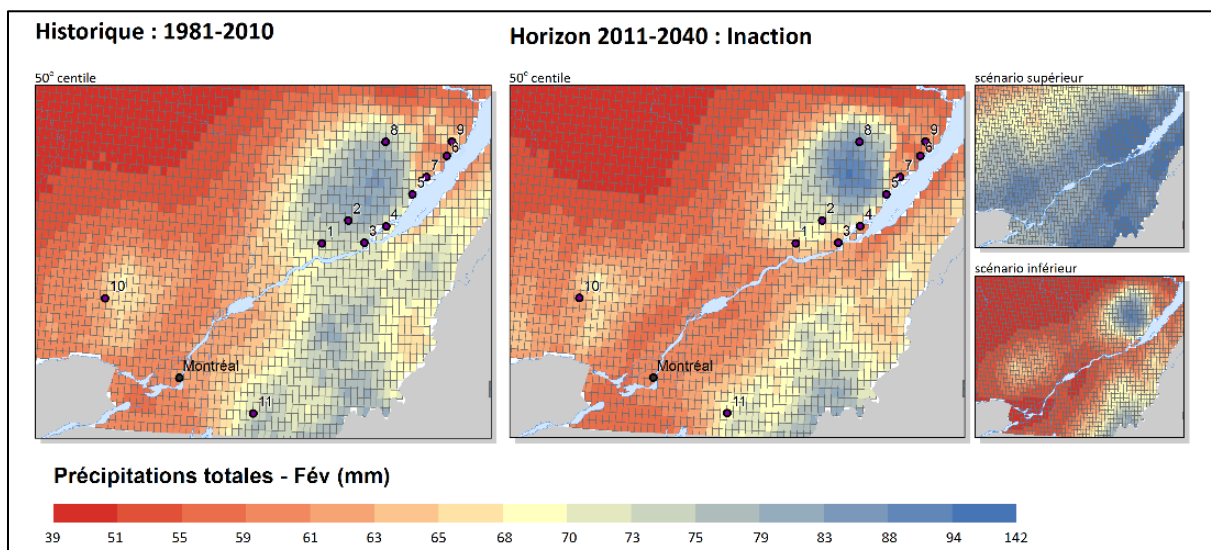 Historique : 1981-2010
Horizon 2011-2040 : Inaction
50e centile
50e centile
scénario supérieur
8
9
6
7
5
2
4
1
3
10
Montréal
11
8
9
6
7
5
2
4
1
3
10
Montréal
11
scénario inférieur
Précipitations totales - Fév (mm)
39 51 55 59 61 63 65 68 70 73 75 79 83 88 94 142